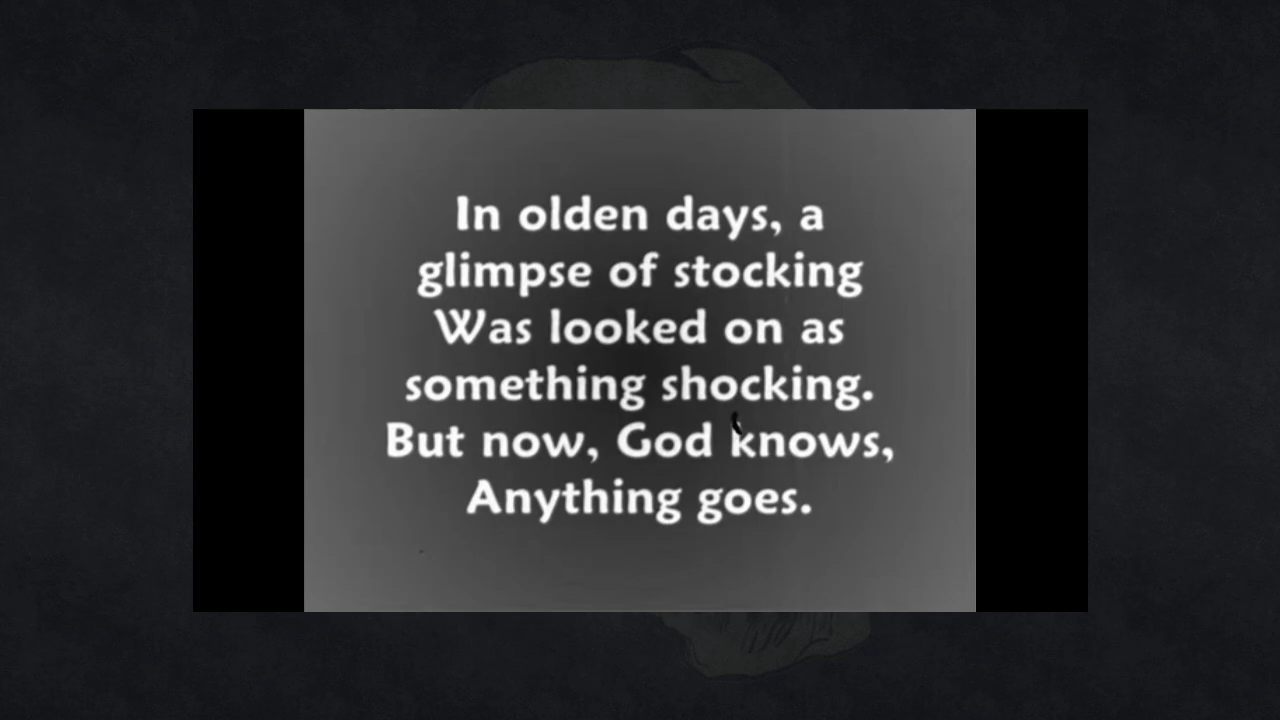 In olden days, a
glimpse of stocking
Was looked on as
something shocking.
But now, God knows,
Anything goes.